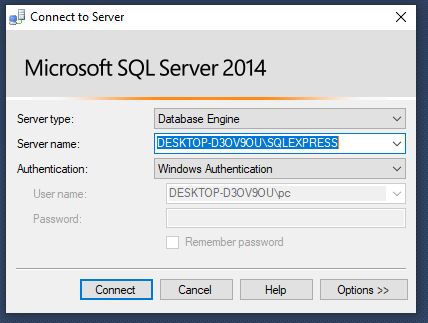 Connect to Server
Microsoft SQL Server 2014
Server type: Database Engine
Server name: DESKTOP-D3OV9OU\SQLEXPRESS
Authentication: Windows Authentication
User name: DESKTOP-D3OV9OU\pc
Password:
Remember password
Connect Cancel Help Options >>